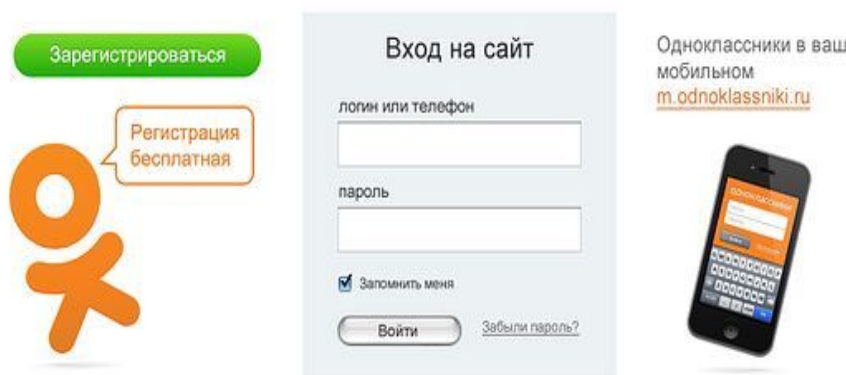 Зарегистрироваться
Регистрация
бесплатная
Вход на сайт
логин или телефон
пароль
Запомнить меня
Войти
Забыли пароль?
Одноклассники в ваш
мобильном
m.odnoklassniki.ru
ОДНОКЛАССНИКИ